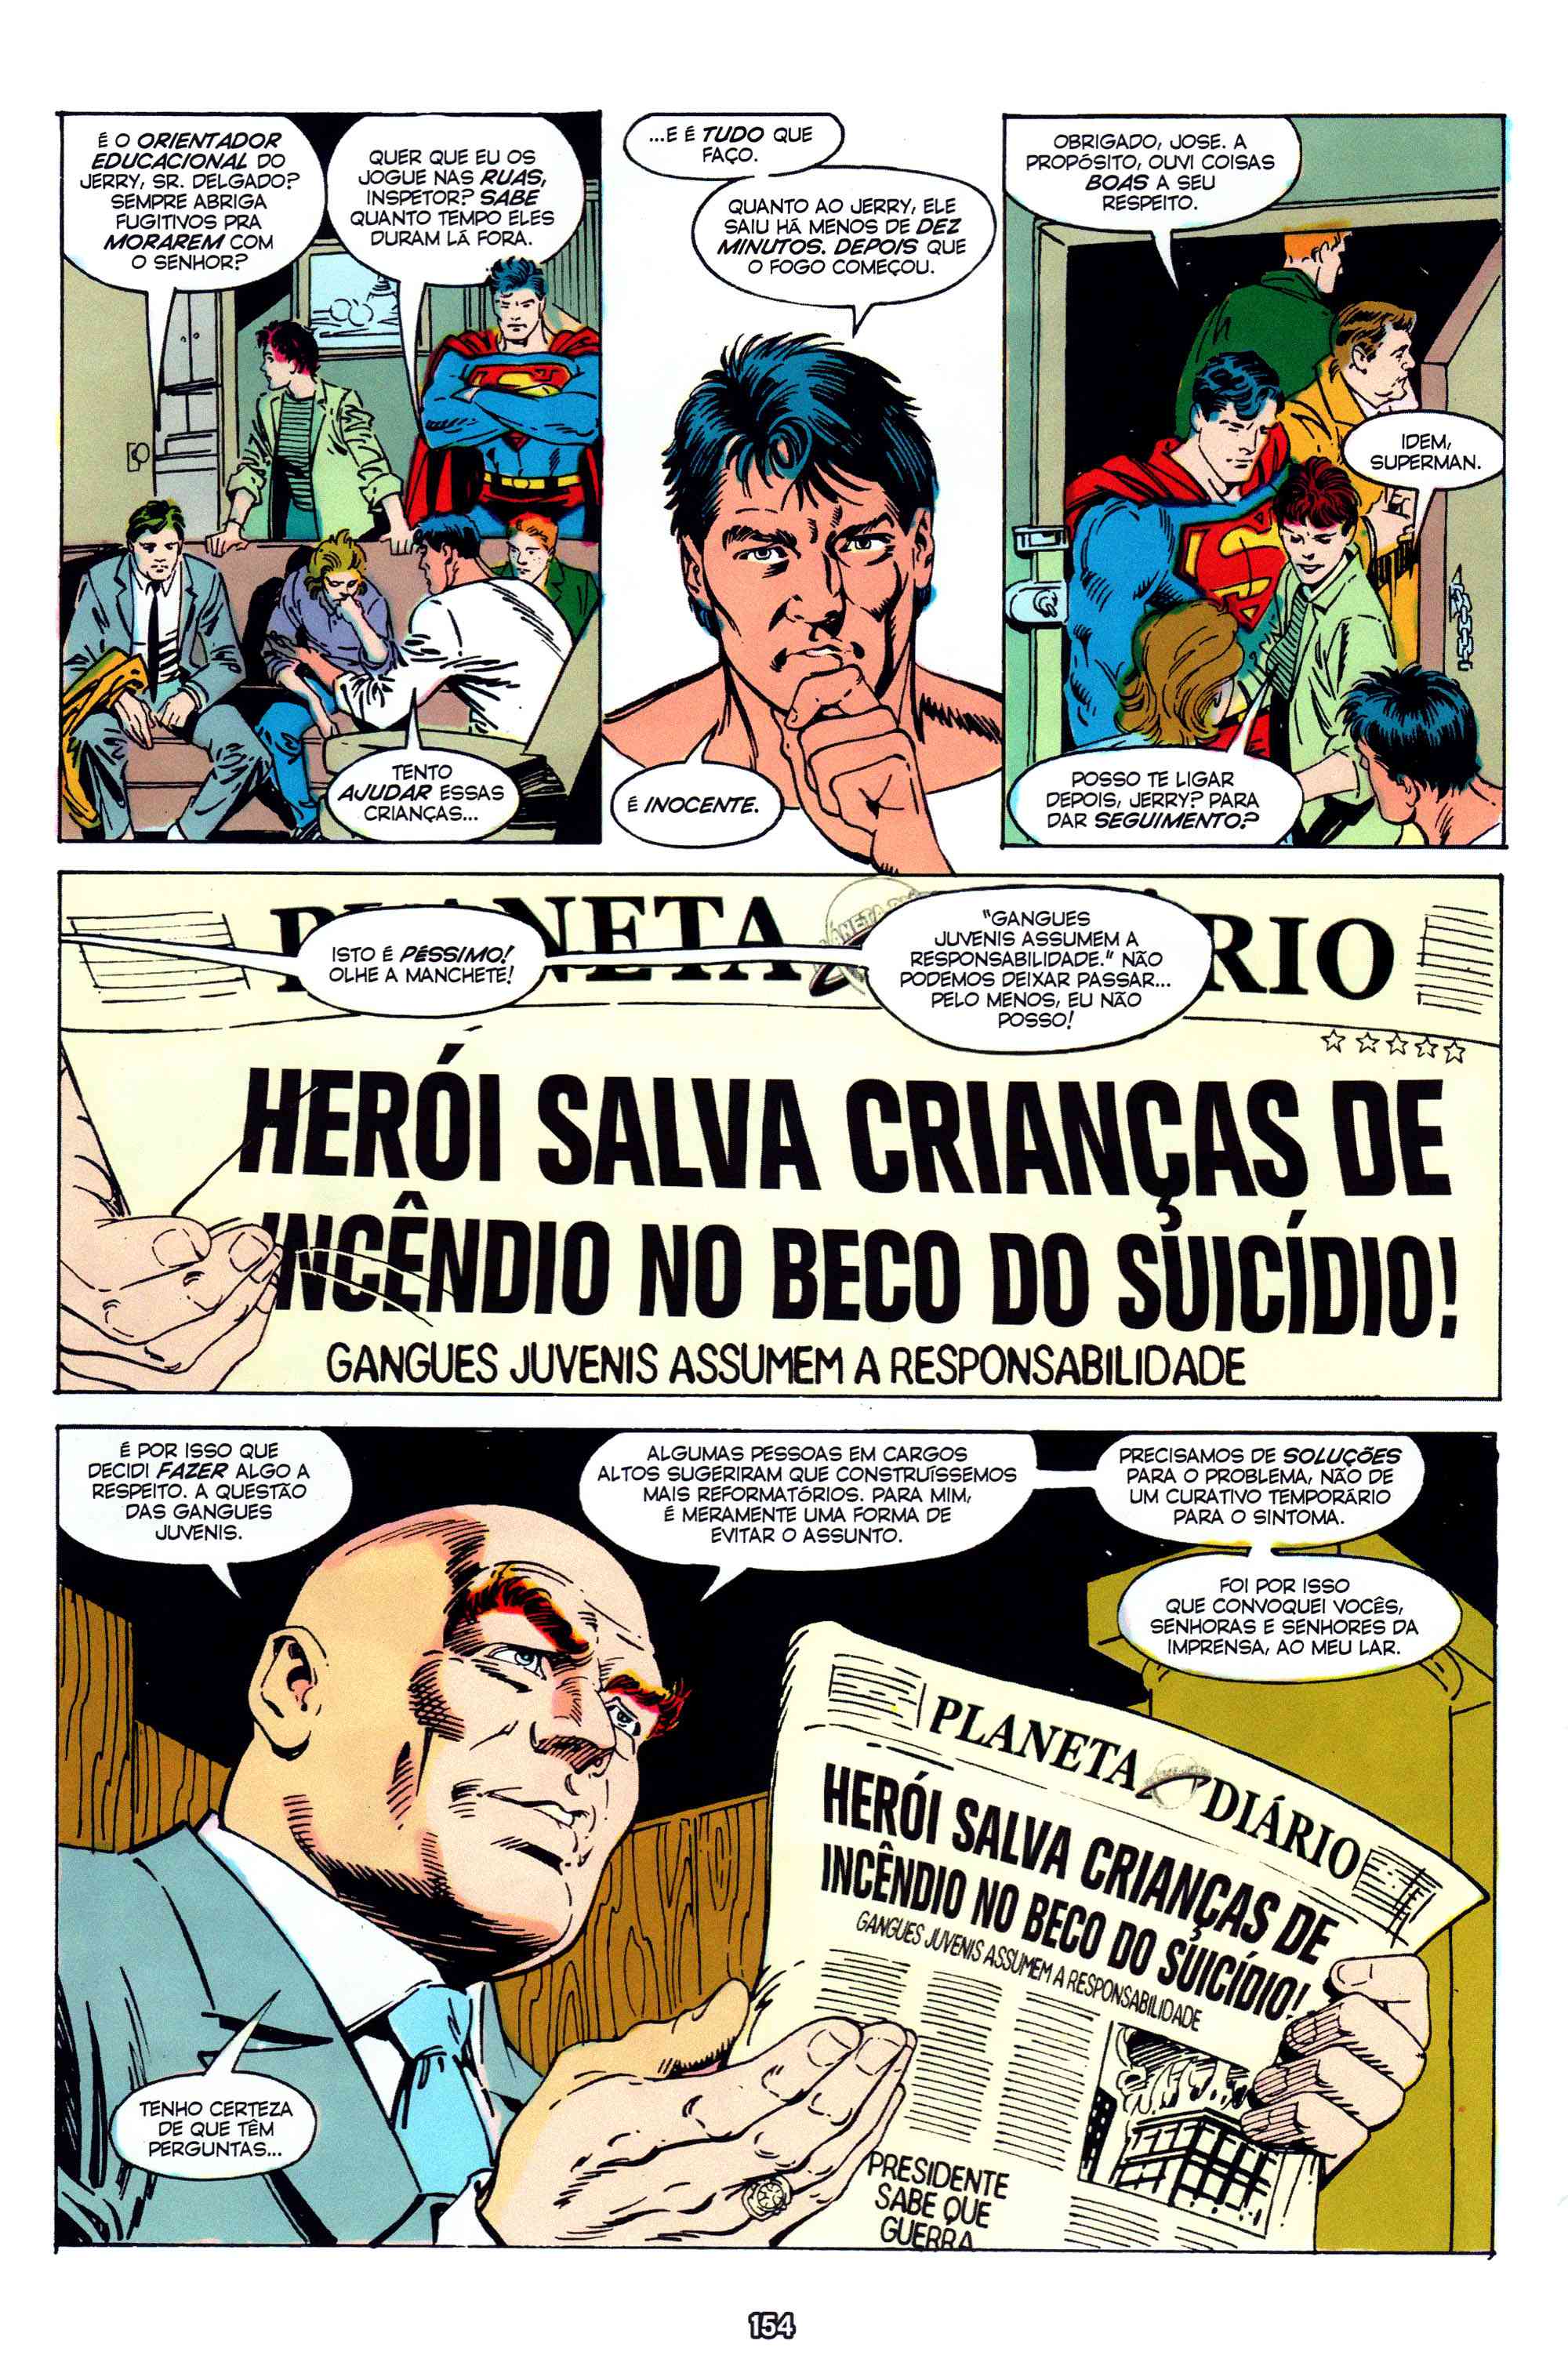 É O ORIENTADOR
EDUCACIONAL DO
JERRY, SR. DELGADO?
SEMPRE ABRIGA
FUGITIVOS PRA
MORAREM COM
O SENHOR?
QUER QUE EU OS
JOGUE NAS RUAS,
INSPETOR? SABE
QUANTO TEMPO ELES
DURAM LÁ FORA.
TENTO
AJUDAR ESSAS
CRIANÇAS...
...E É TUDO QUE
FAÇO.
QUANTO AO JERRY, ELE
SAIU HÁ MENOS DE DEZ
MINUTOS. DEPOIS QUE
O FOGO COMEÇOU.
É INOCENTE.
OBRIGADO, JOSE. A
PROPÓSITO, OUVI COISAS
BOAS A SEU
RESPEITO.
IDEM,
SUPERMAN.
POSSO TE LIGAR
DEPOIS, JERRY? PARA
DAR SEGUIMENTO?
PLANETA DIÁRIO
ISTO É PÉSSIMO!
OLHE A MANCHETE!
"GANGUES
JUVENIS ASSUMEM A
RESPONSABILIDADE." NÃO
PODEMOS DEIXAR PASSAR...
PELO MENOS, EU NÃO
POSSO!
HERÓI SALVA CRIANÇAS DE
INCÊNDIO NO BECO DO SUICÍDIO!
GANGUES JUVENIS ASSUMEM A RESPONSABILIDADE
É POR ISSO QUE
DECIDI FAZER ALGO A
RESPEITO. A QUESTÃO
DAS GANGUES
JUVENIS.
ALGUMAS PESSOAS EM CARGOS
ALTOS SUGERIRAM QUE CONSTRUÍSSEMOS
MAIS REFORMATÓRIOS. PARA MIM,
É MERAMENTE UMA FORMA DE
EVITAR O ASSUNTO.
PRECISAMOS DE SOLUÇÕES
PARA O PROBLEMA, NÃO DE
UM CURATIVO TEMPORÁRIO
PARA O SINTOMA.
FOI POR ISSO
QUE CONVOQUEI VOCÊS,
SENHORAS E SENHORES DA
IMPRENSA, AO MEU LAR.
PLANETA DIÁRIO
HERÓI SALVA CRIANÇAS DE
INCÊNDIO NO BECO DO SUICÍDIO!
GANGUES JUVENIS ASSUMEM A RESPONSABILIDADE
PRESIDENTE
SABE QUE
GUERRA
TENHO CERTEZA
DE QUE TÊM
PERGUNTAS...
154